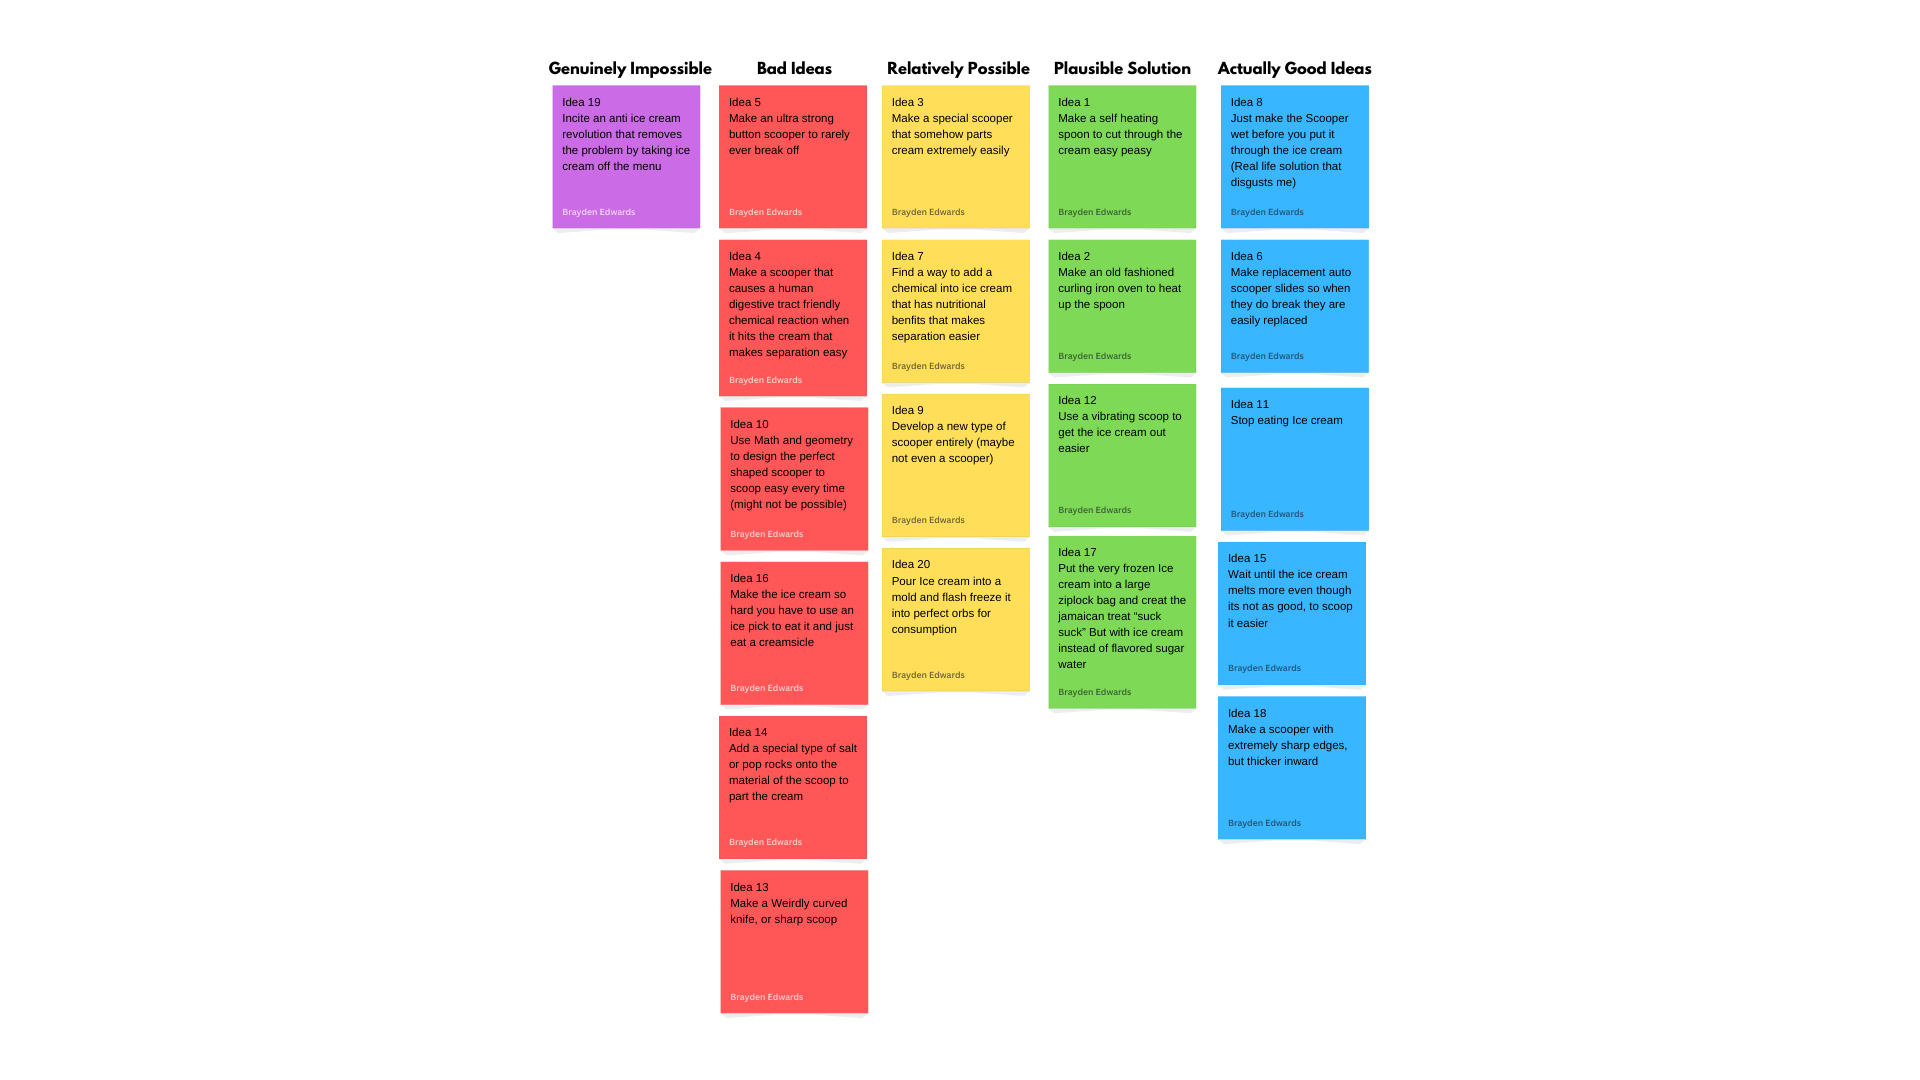 Genuinely Impossible
Idea 19
Incite an anti ice cream
revolution that removes
the problem by taking ice
cream off the menu
Brayden Edwards
Bad Ideas
Idea 5
Make an ultra strong
button scooper to rarely
ever break off
Brayden Edwards
Idea 4
Make a scooper that
causes a human
digestive tract friendly
chemical reaction when
it hits the cream that
makes separation easy
Brayden Edwards
Idea 10
Use Math and geometry
to design the perfect
shaped scooper to
scoop easy every time
(might not be possible)
Brayden Edwards
Idea 16
Make the ice cream so
hard you have to use an
ice pick to eat it and just
eat a creamsicle
Brayden Edwards
Idea 14
Add a special type of salt
or pop rocks onto the
material of the scoop to
part the cream
Brayden Edwards
Idea 13
Make a Weirdly curved
knife, or sharp scoop
Brayden Edwards
Relatively Possible
Idea 3
Make a special scooper
that somehow parts
cream extremely easily
Brayden Edwards
Idea 7
Find a way to add a
chemical into ice cream
that has nutritional
benfits that makes
separation easier
Brayden Edwards
Idea 9
Develop a new type of
scooper entirely (maybe
not even a scooper)
Brayden Edwards
Idea 20
Pour Ice cream into a
mold and flash freeze it
into perfect orbs for
consumption
Brayden Edwards
Plausible Solution
Idea 1
Make a self heating
spoon to cut through the
cream easy peasy
Brayden Edwards
Idea 2
Make an old fashioned
curling iron oven to heat
up the spoon
Brayden Edwards
Idea 12
Use a vibrating scoop to
get the ice cream out
easier
Brayden Edwards
Idea 17
Put the very frozen Ice
cream into a large
ziplock bag and creat the
jamaican treat “suck
suck” But with ice cream
instead of flavored sugar
water
Brayden Edwards
Actually Good Ideas
Idea 8
Just make the Scooper
wet before you put it
through the ice cream
(Real life solution that
disgusts me)
Brayden Edwards
Idea 6
Make replacement auto
scooper slides so when
they do break they are
easily replaced
Brayden Edwards
Idea 11
Stop eating Ice cream
Brayden Edwards
Idea 15
Wait until the ice cream
melts more even though
its not as good, to scoop
it easier
Brayden Edwards
Idea 18
Make a scooper with
extremely sharp edges,
but thicker inward
Brayden Edwards